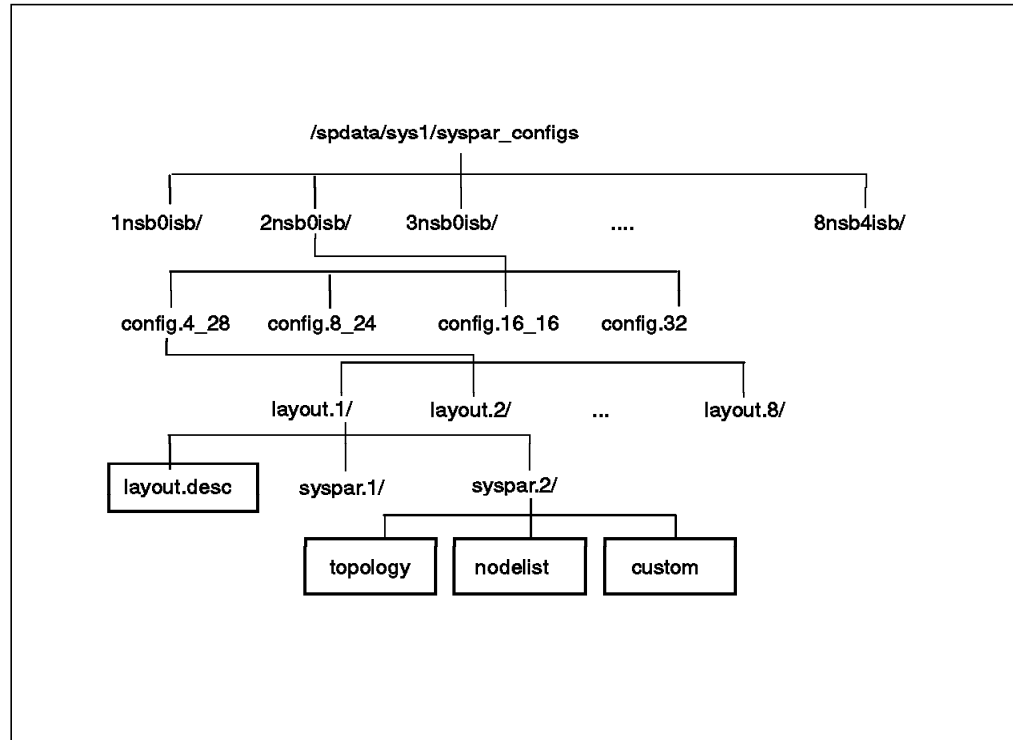 /spdata/sys1/syspar_configs
1nsb0isb/ 2nsb0isb/ 3nsb0isb/ .... 8nsb4isb/
config.4_28 config.8_24 config.16_16 config.32
layout.1/ layout.2/ ... layout.8/
layout.desc syspar.1/ syspar.2/
topology nodelist custom